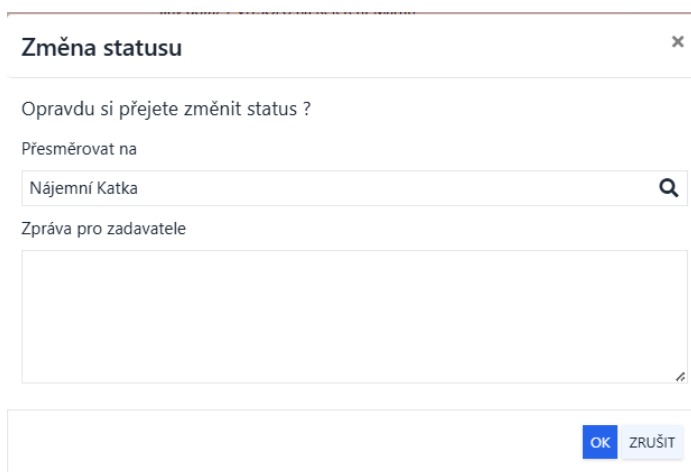 Změna statusu
×
Opravdu si přejete změnit status ?
Přesměrovat na
Nájemní Katka
Zpráva pro zadavatele
OK ZRUŠIT